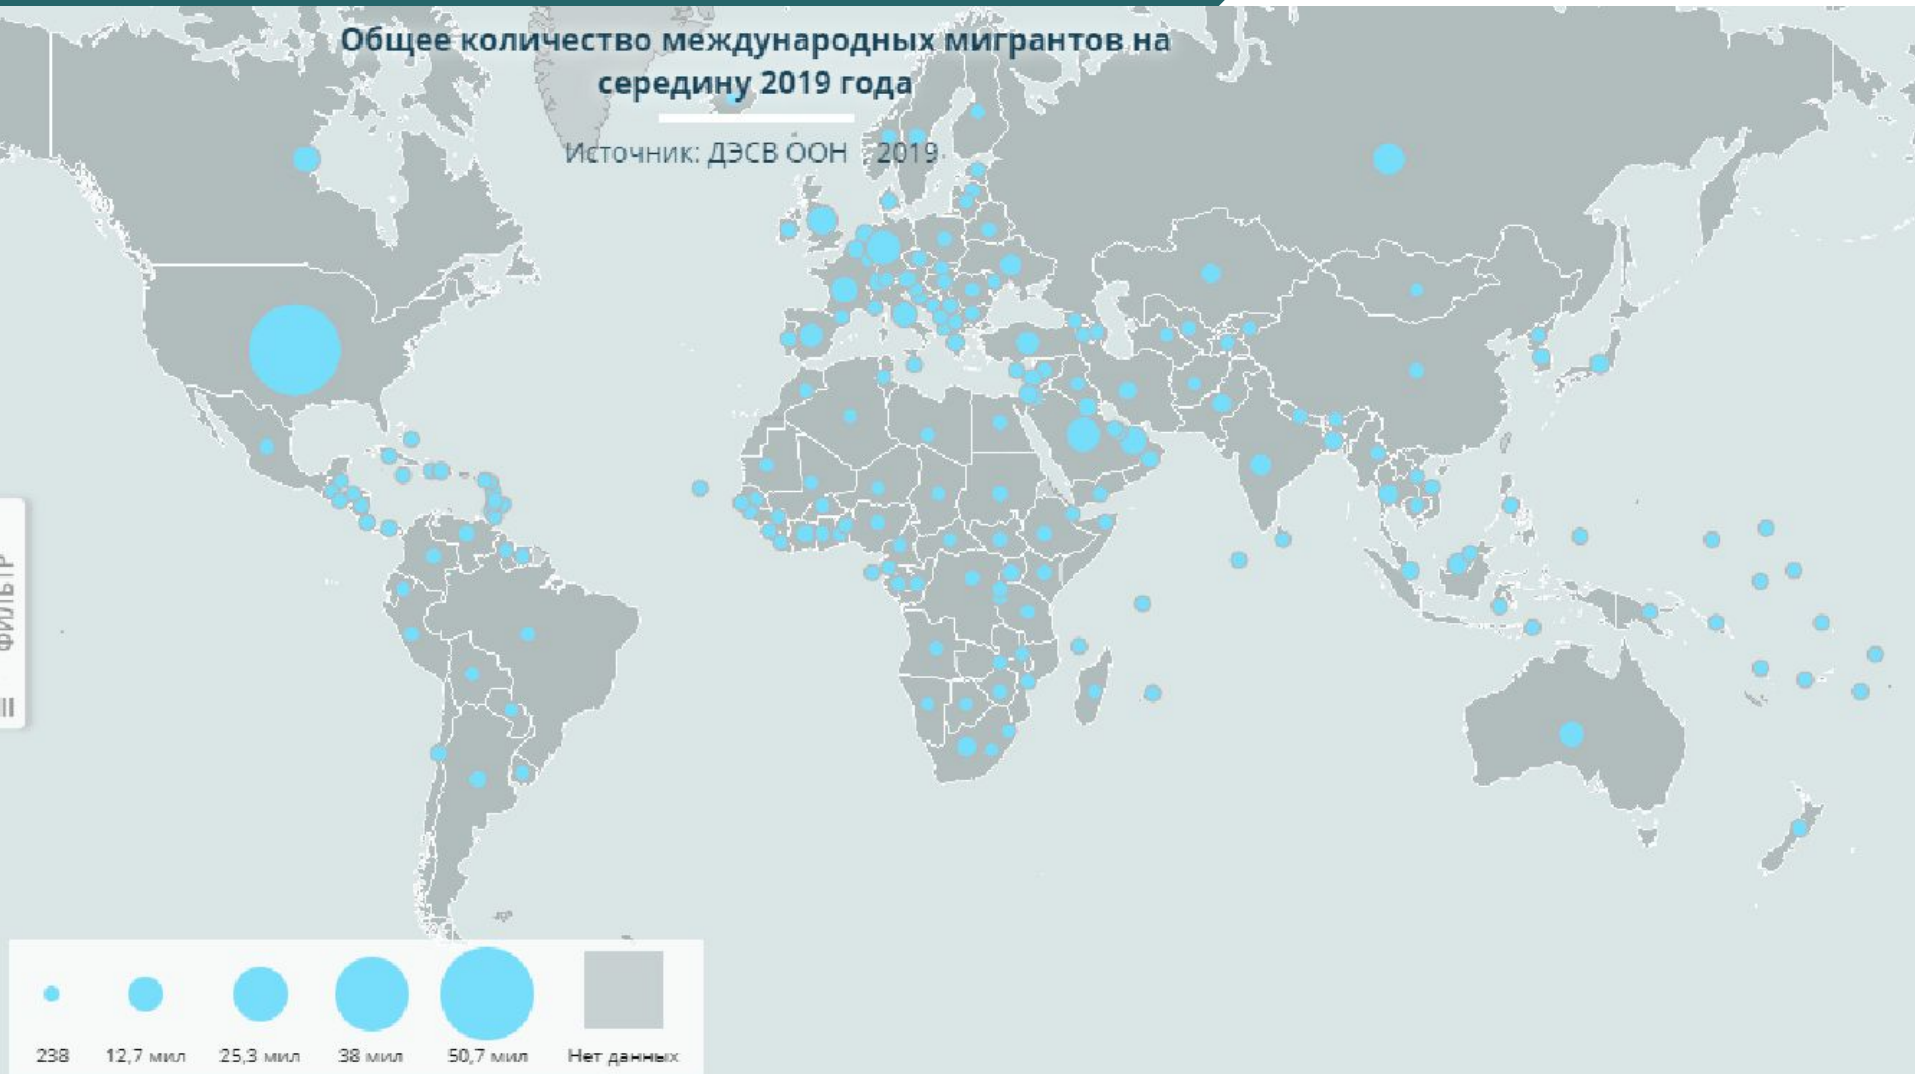 Общее количество международных мигрантов на
середину 2019 года
Источник: ДЭСВ ООН 2019
ФИЛЬТР
238
12,7 мил
25,3 мил
38 мил
50,7 мил
Нет данных